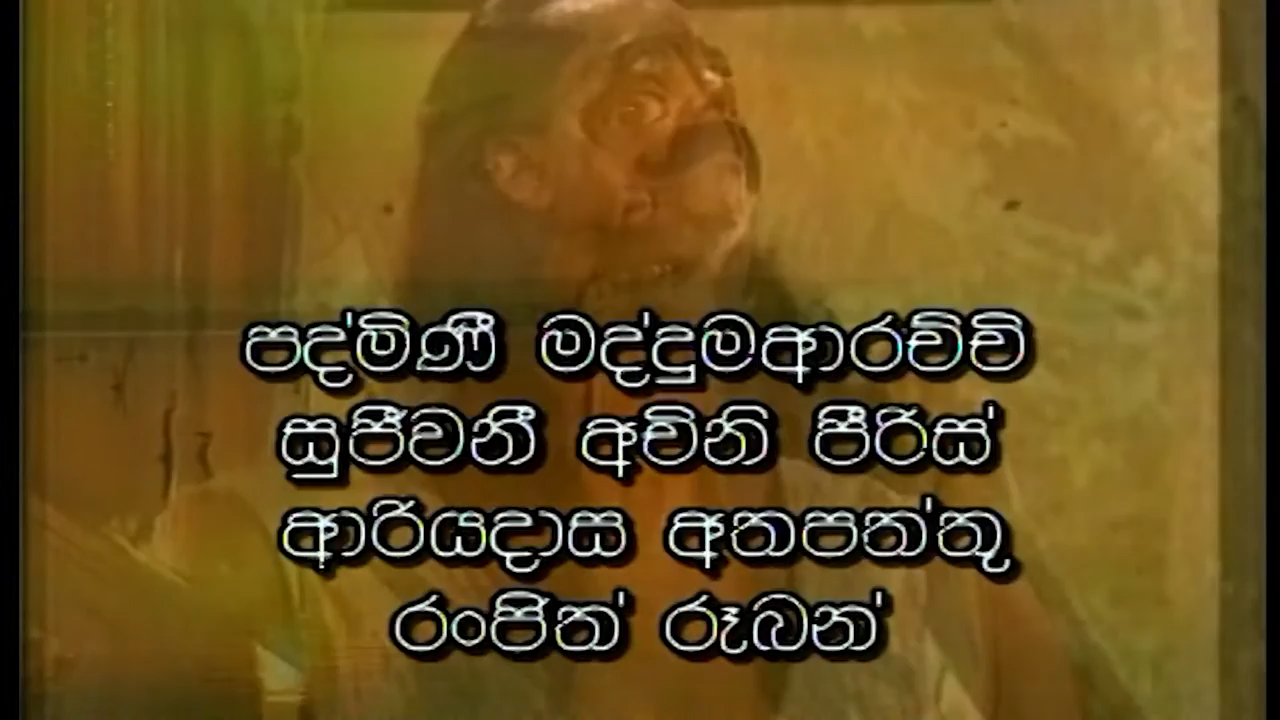 පද්මිණී මද්දුමආරච්චි
සුජීවනී අචිනි පීරිස්
ආරියදාස අතපත්තු
රංජිත් රූබන්